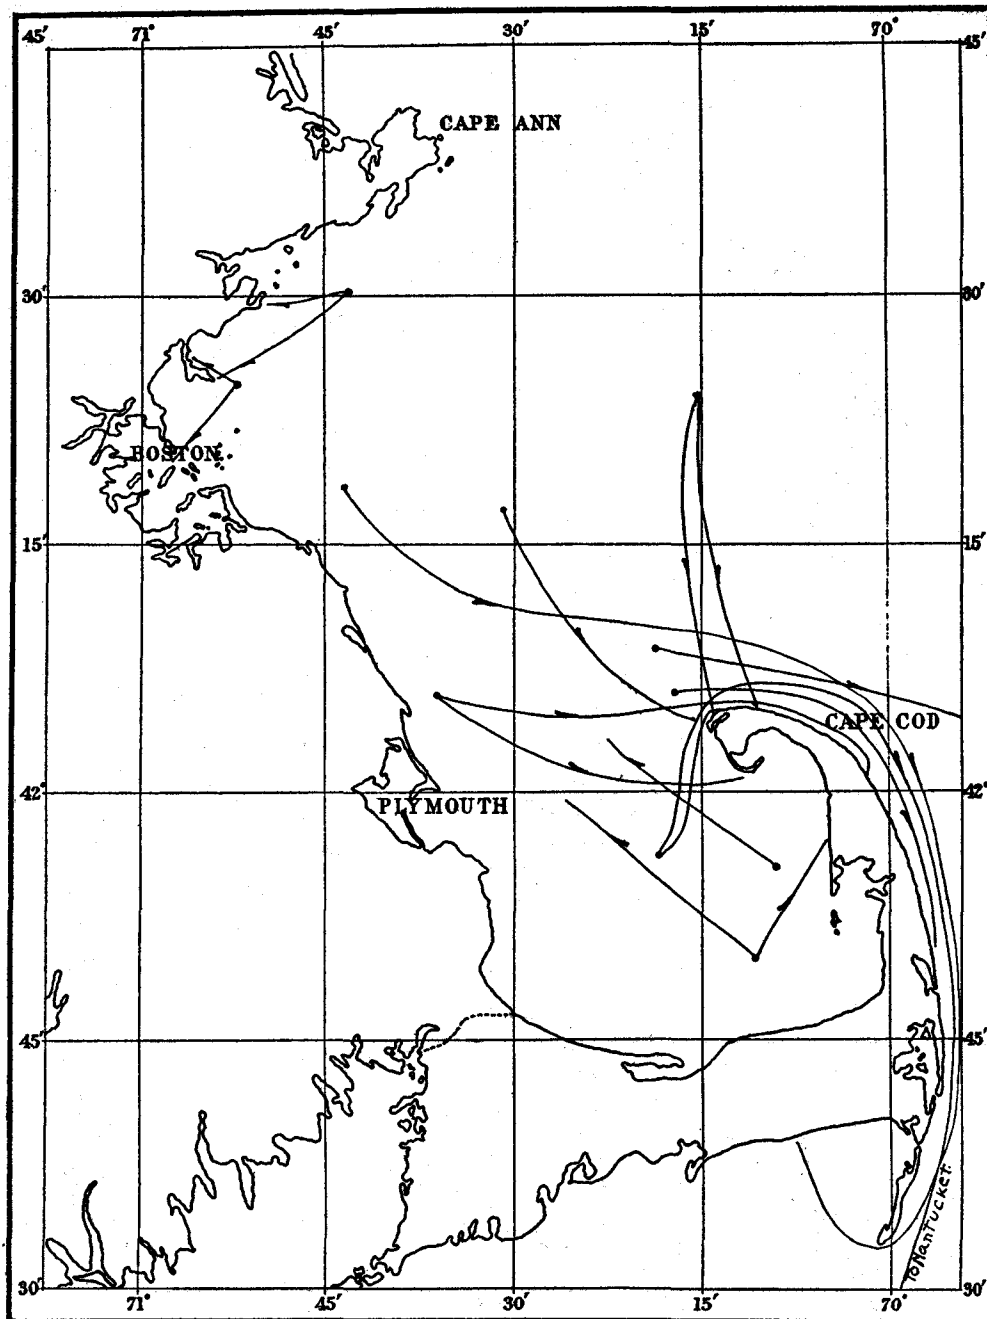 45′ 71° 45′ 30′ 15′ 70° 45′
CAPE ANN
30′ 30′
BOSTON
15′ 15′
CAPE COD
42° 42°
PLYMOUTH
45′ 45′
To Nantucket.
30′ 30′
71° 45′ 30′ 15′ 70°